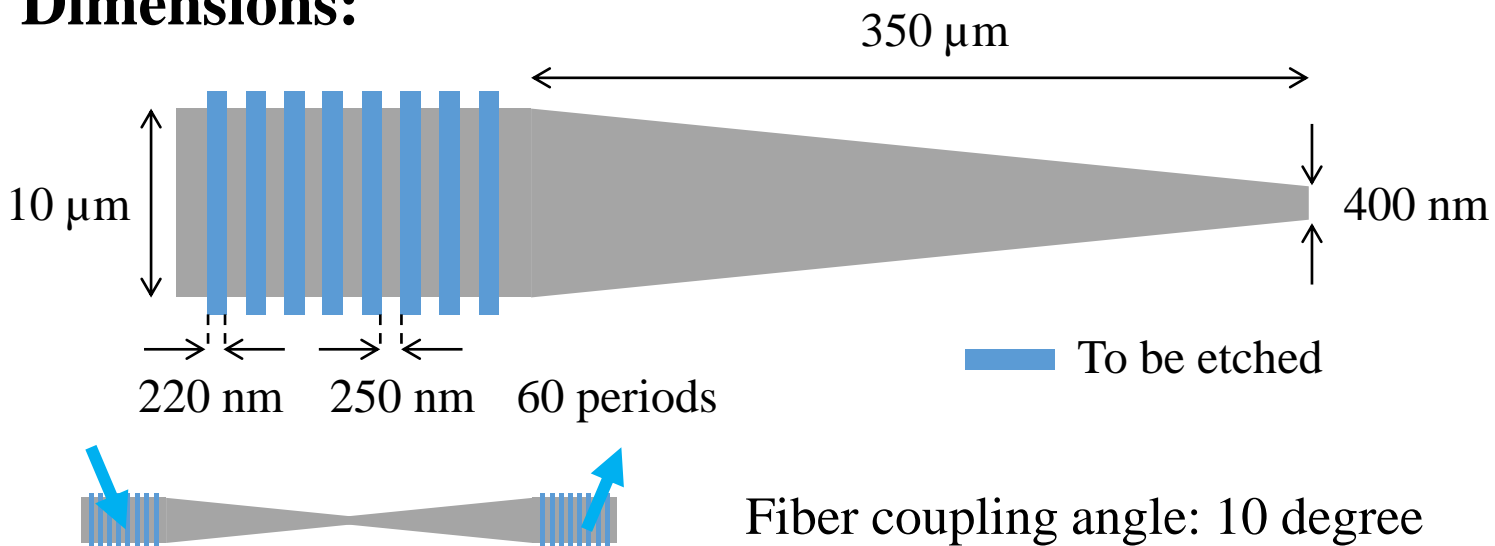 Dimensions:
350 µm
10 µm
400 nm
To be etched
220 nm 250 nm 60 periods
Fiber coupling angle: 10 degree